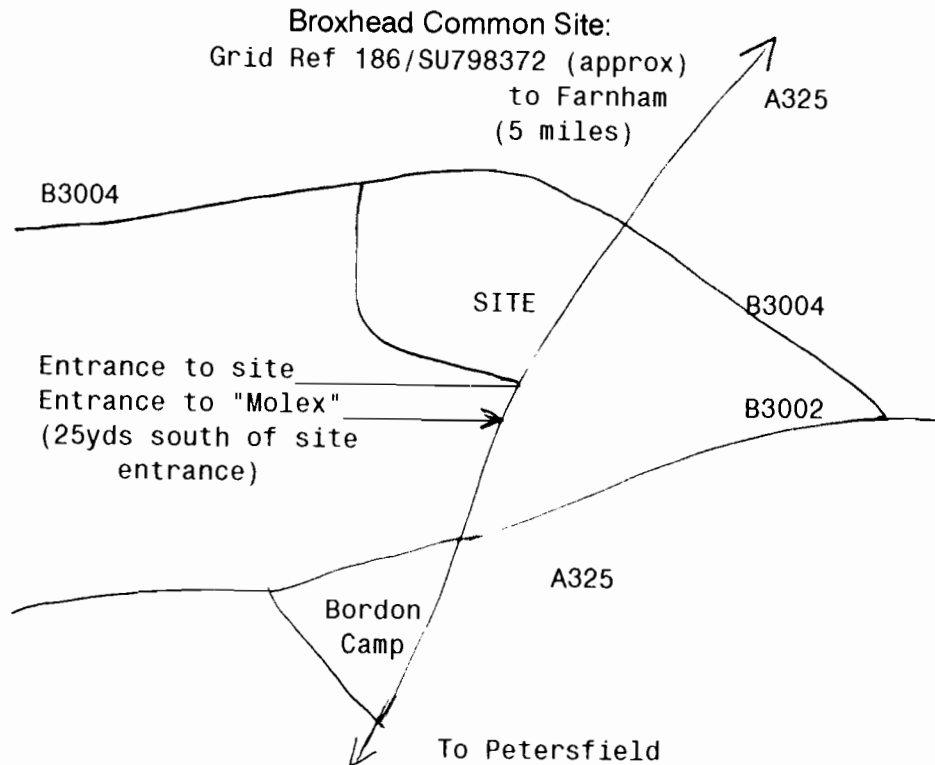 Broxhead Common Site:
Grid Ref 186/SU798372 (approx)
to Farnham
(5 miles)
A325
B3004
SITE
B3004
Entrance to site
Entrance to "Molex"
(25yds south of site
entrance)
B3002
A325
Bordon
Camp
To Petersfield